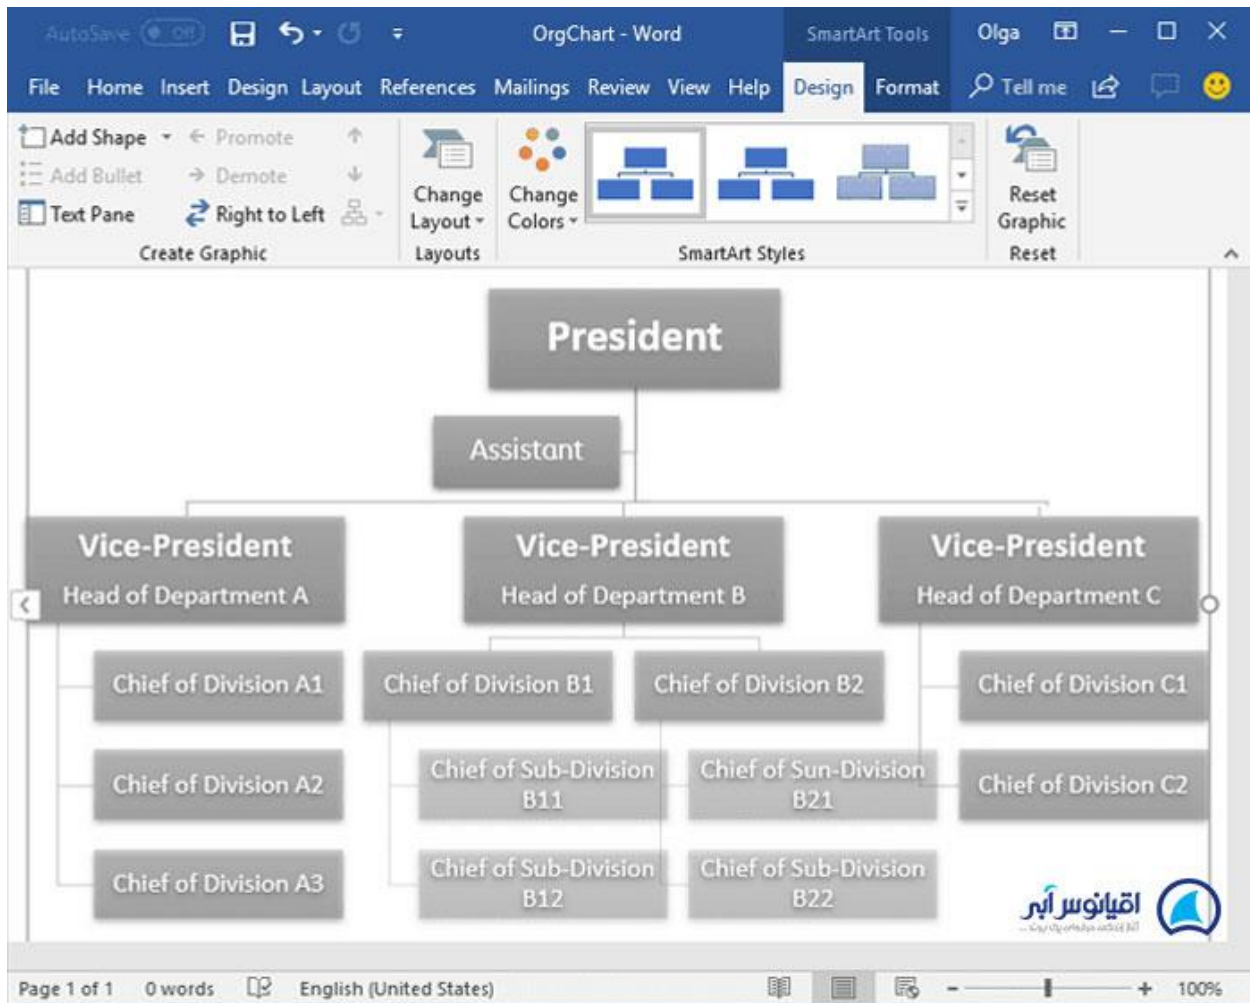 AutoSave Off OrgChart - Word SmartArt Tools Olga
File Home Insert Design Layout References Mailings Review View Help Design Format Tell me
Add Shape Promote
Add Bullet Demote
Text Pane Right to Left
Create Graphic
Change
Layout
Layouts
Change
Colors
SmartArt Styles
Reset
Graphic
Reset
President
Assistant
Vice-President
Head of Department A
Vice-President
Head of Department B
Vice-President
Head of Department C
Chief of Division A1
Chief of Division B1
Chief of Division B2
Chief of Division C1
Chief of Division A2
Chief of Sub-Division
B11
Chief of Sun-Division
B21
Chief of Division C2
Chief of Division A3
Chief of Sub-Division
B12
Chief of Sub-Division
B22
اقیانوس آبر
Page 1 of 1 0 words English (United States) 100%